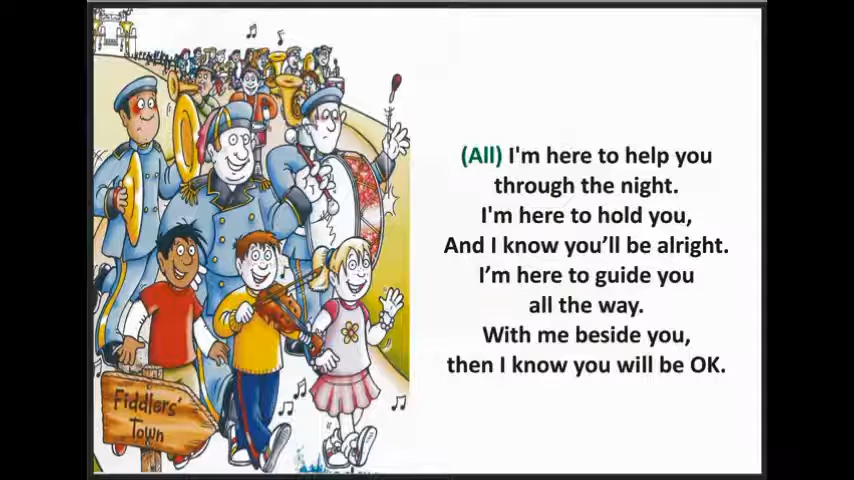 (All) I'm here to help you
through the night.
I'm here to hold you,
And I know you'll be alright.
I'm here to guide you
all the way.
With me beside you,
then I know you will be OK.
Fiddlers'
Town